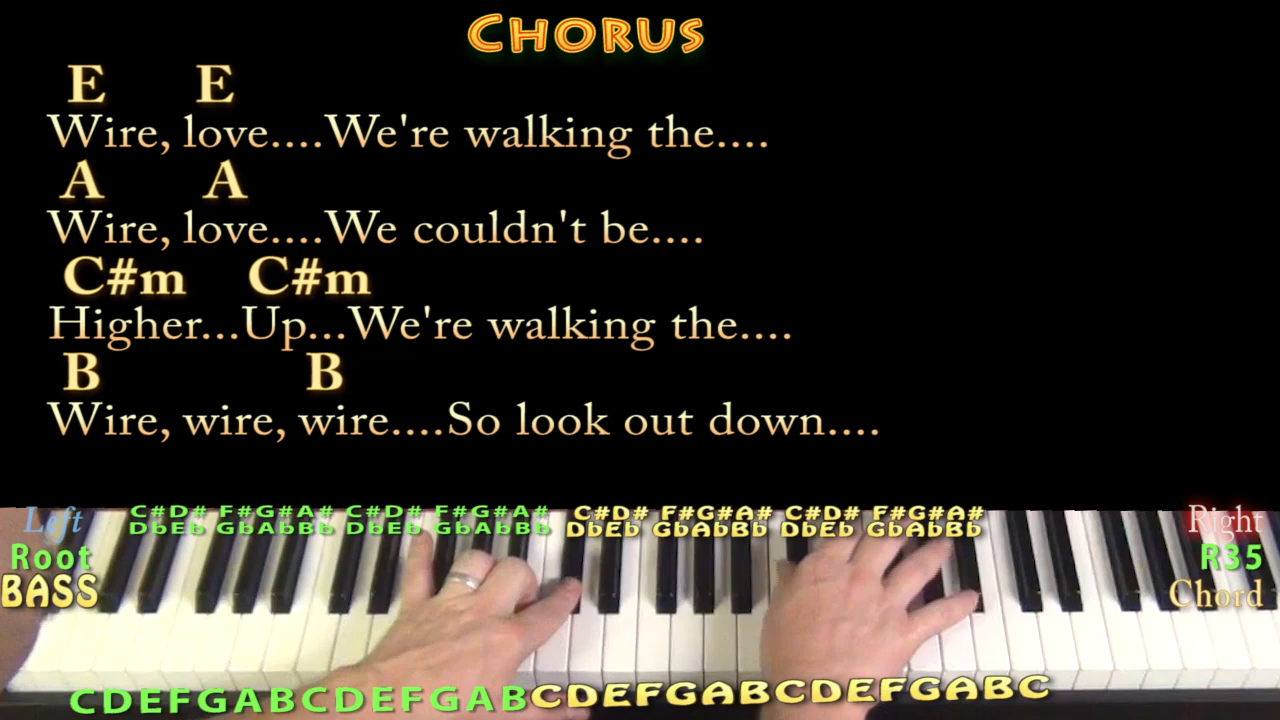 CHORUS
E E
Wire, love....We're walking the....
A A
Wire, love....We couldn't be....
C#m C#m
Higher...Up...We're walking the....
B B
Wire, wire, wire....So look out down....
Left C#D# F#G#A# C#D# F#G#A# C#D# F#G#A# C#D# F#G#A# Right
DbEb GbAbBb DbEb GbAbBb DbEb GbAbBb DbEb GbAbBb
Root R35
BASS Chord
CDEFGABCDEFGABCDEFGABCDEFGABC